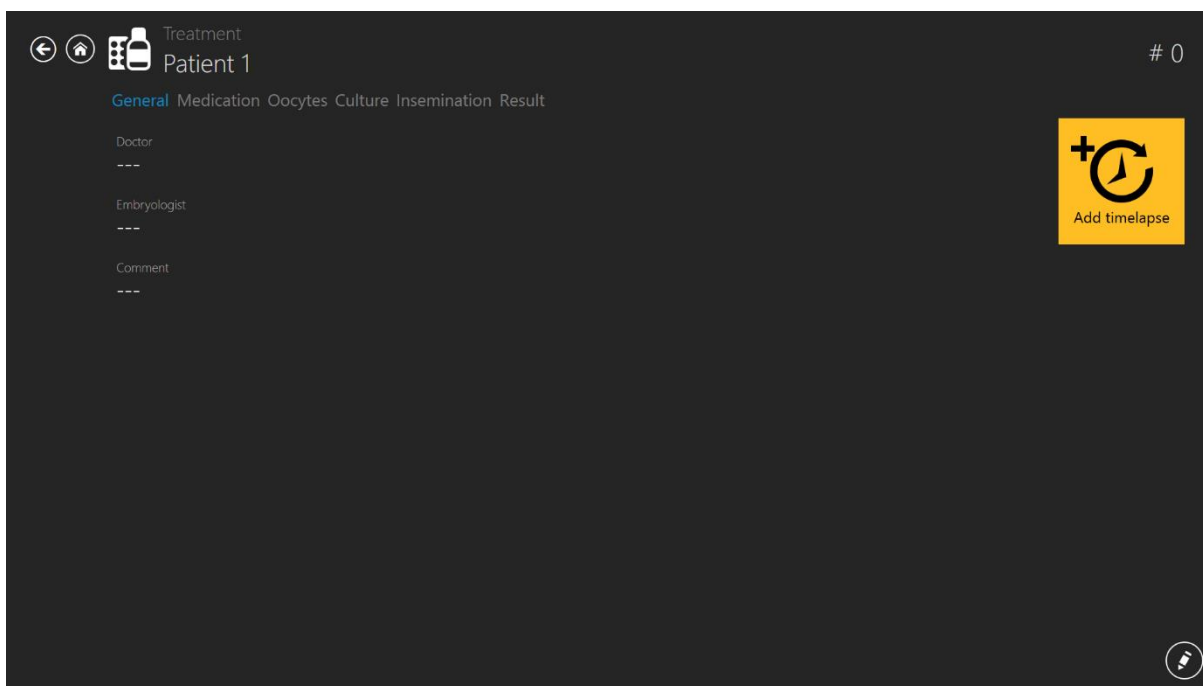 Treatment
Patient 1
# 0
General Medication Oocytes Culture Insemination Result
Doctor
---
Embryologist
---
Comment
---
Add timelapse